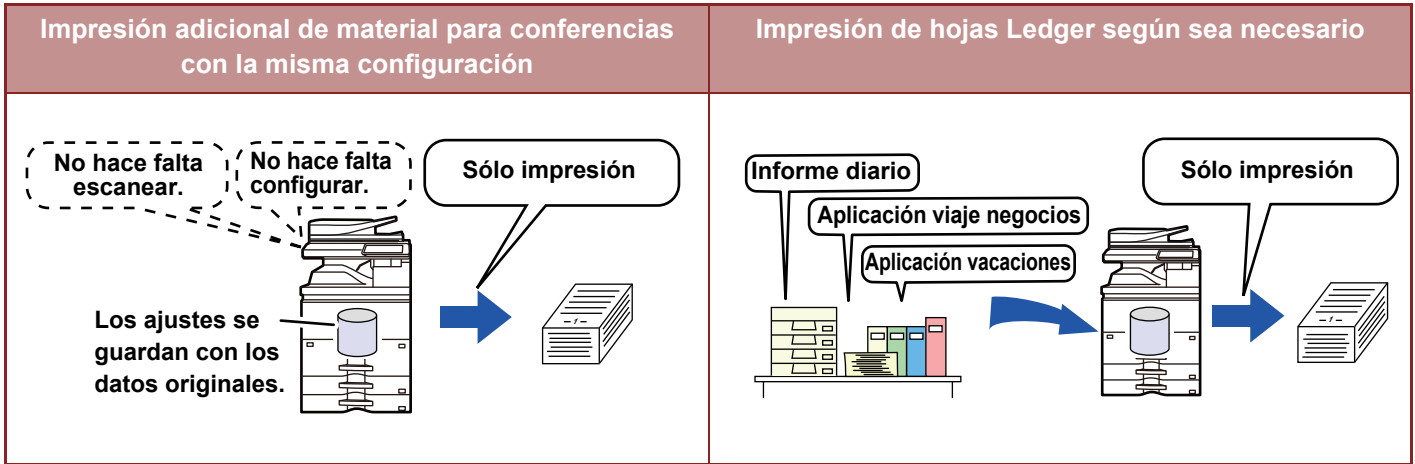 Impresión adicional de material para conferencias
con la misma configuración
Impresión de hojas Ledger según sea necesario
No hace falta
escanear.
No hace falta
configurar.
Sólo impresión
Los ajustes se
guardan con los
datos originales.
-1-
Informe diario
Aplicación viaje negocios
Aplicación vacaciones
Sólo impresión
-1-